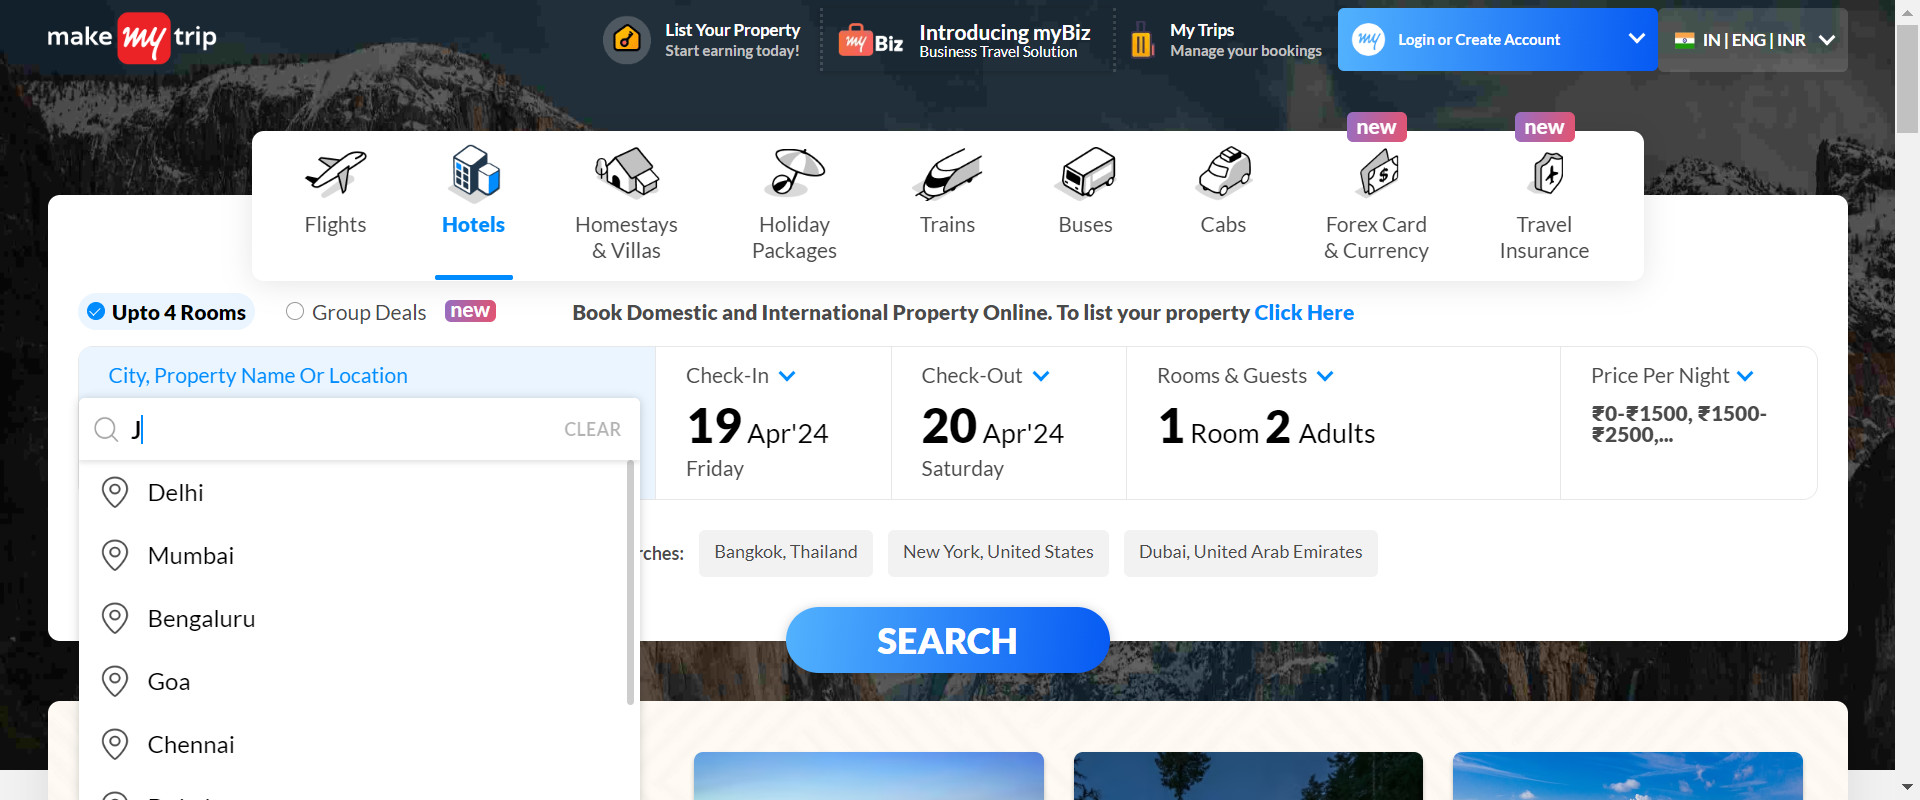 make my trip
List Your Property
Start earning today!
my Biz
Introducing myBiz
Business Travel Solution
My Trips
Manage your bookings
my
Login or Create Account
IN | ENG | INR
new
new
Flights
Hotels
Homestays
& Villas
Holiday
Packages
Trains
Buses
Cabs
Forex Card
& Currency
Travel
Insurance
Upto 4 Rooms
Group Deals
new
Book Domestic and International Property Online. To list your property Click Here
City, Property Name Or Location
J
CLEAR
Delhi
Mumbai
Bengaluru
Goa
Chennai
Check-In
19 Apr'24
Friday
Check-Out
20 Apr'24
Saturday
Rooms & Guests
1 Room 2 Adults
Price Per Night
₹0-₹1500, ₹1500-
₹2500,...
rches:
Bangkok, Thailand
New York, United States
Dubai, United Arab Emirates
SEARCH